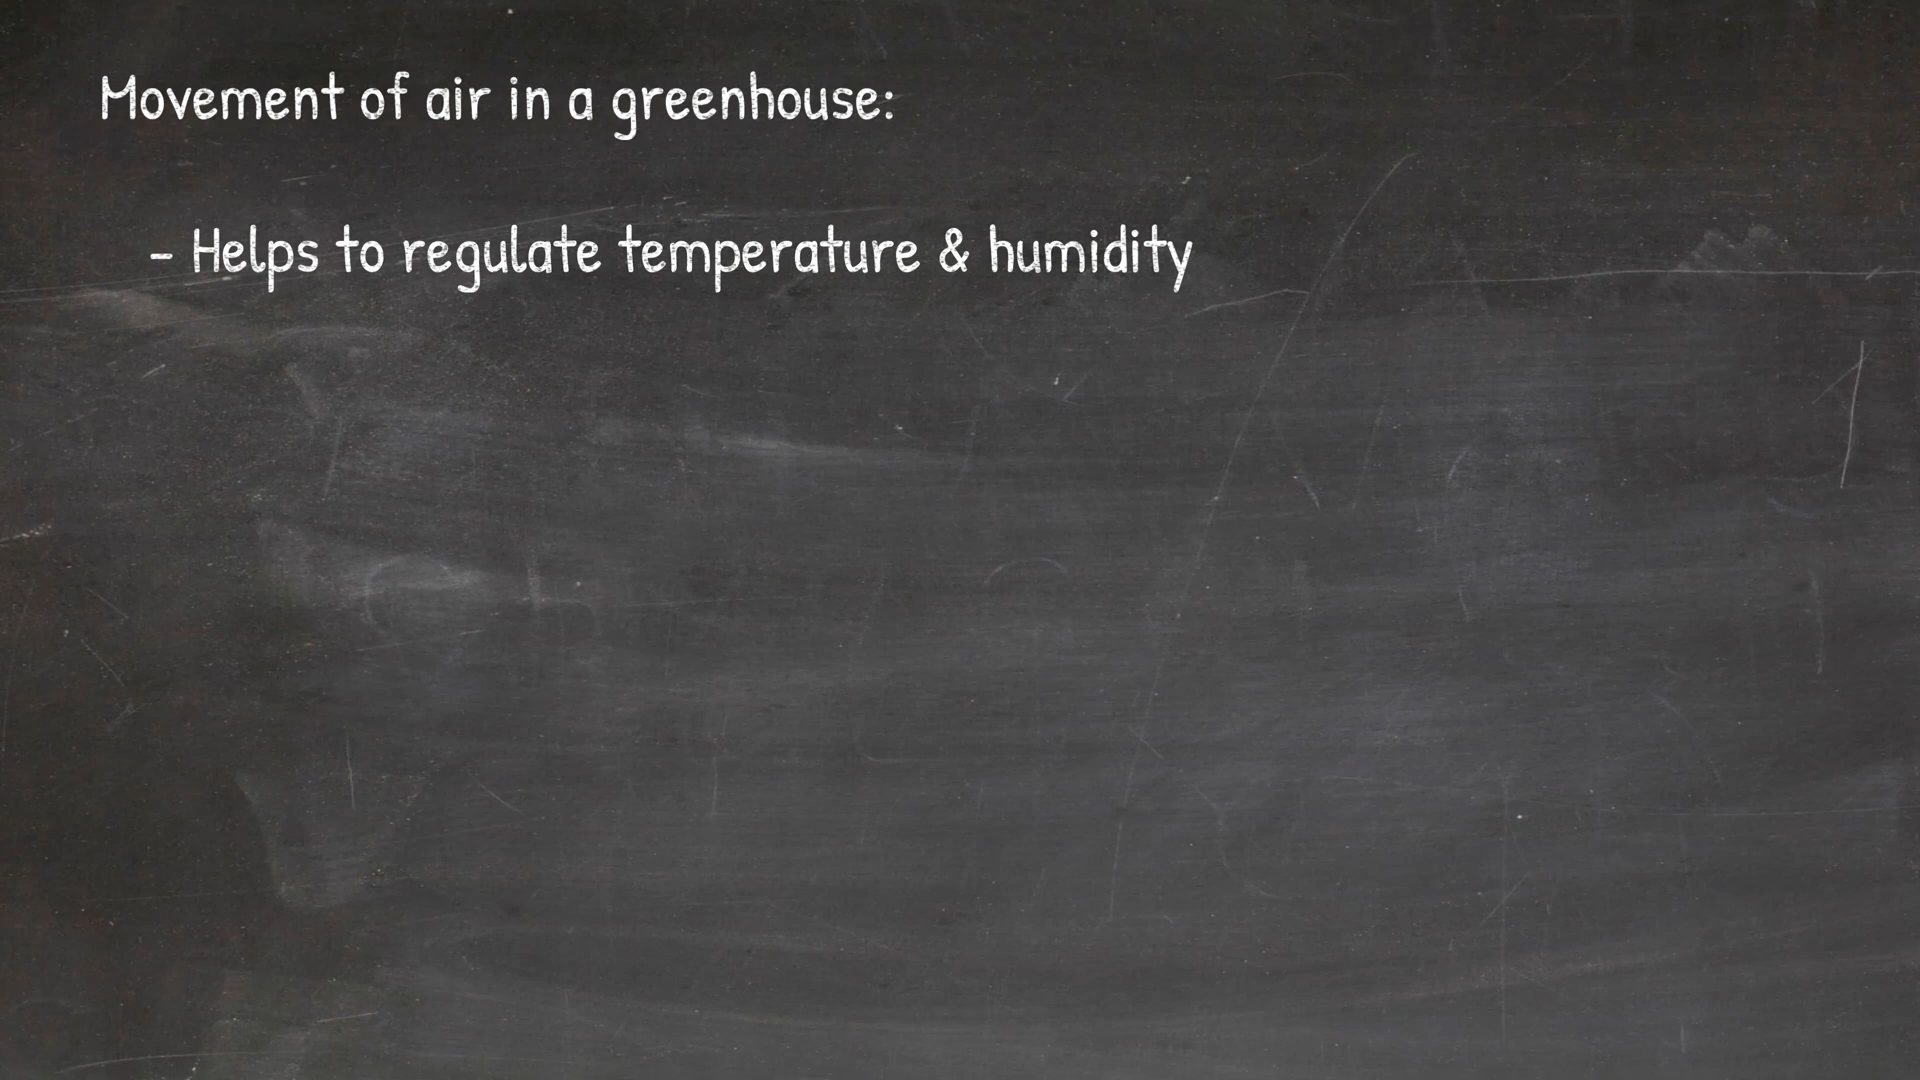 Movement of air in a greenhouse:
- Helps to regulate temperature & humidity